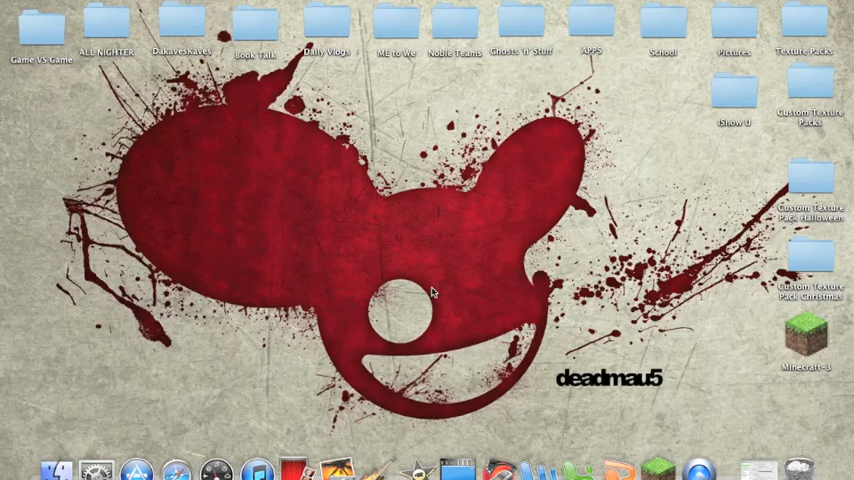 Game VS Game
ALL NIGHTER
DakavesKaves
Book Talk
Daily Vlogs
ME to We
Noble Teams
Ghosts 'n' Stuff
APPS
School
Pictures
Texture Packs
iShow U
Custom Texture
Packs
Custom Texture
Pack Halloween
Custom Texture
Pack Christmas
Minecraft-3
deadmau5